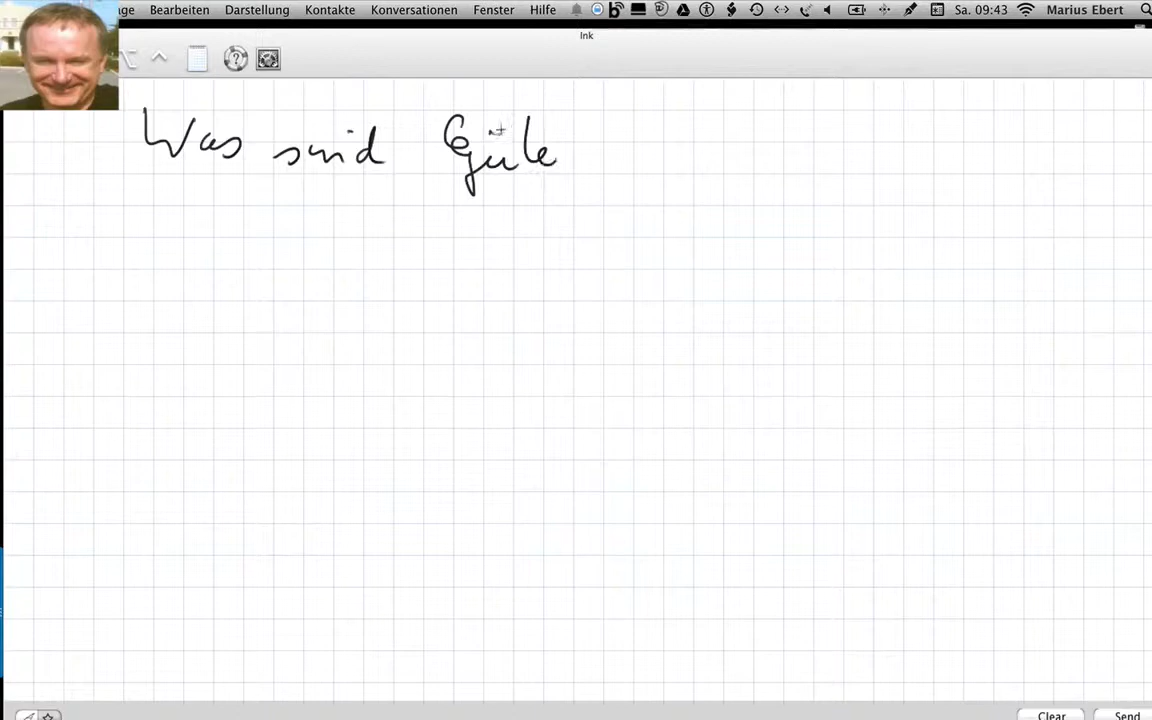 Bearbeiten Darstellung Kontakte Konversationen Fenster Hilfe Sa. 09:43 Marius Ebert
Ink
Was sind
Clear Send